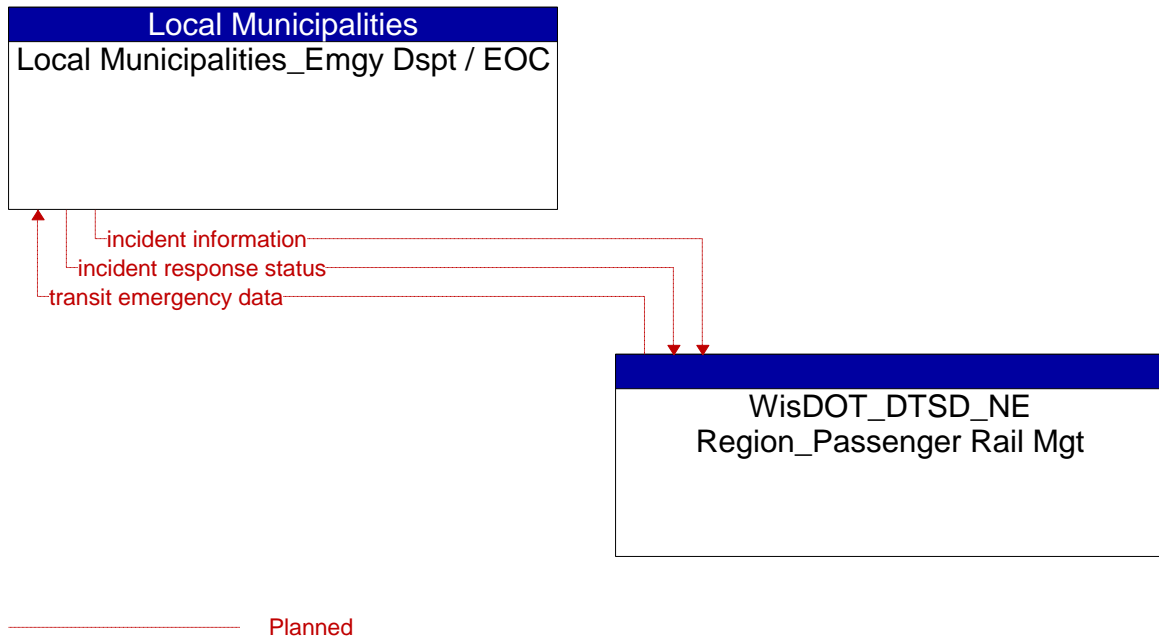 Local Municipalities
Local Municipalities_Emgy Dspt / EOC
incident information
incident response status
transit emergency data
WisDOT_DTSD_NE
Region_Passenger Rail Mgt
Planned